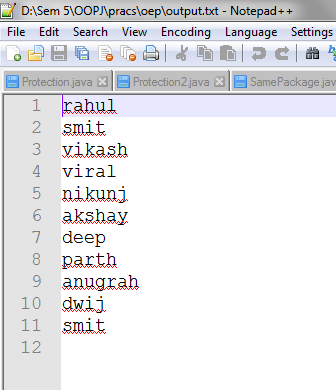 D:\Sem 5\OOPJ\pracs\oep\output.txt - Notepad++
File Edit Search View Encoding Language Settings
Protection.java Protection2.java SamePackage.java
1 rahul
2 smit
3 vikash
4 viral
5 nikunj
6 akshay
7 deep
8 parth
9 anugrah
10 dwij
11 smit
12